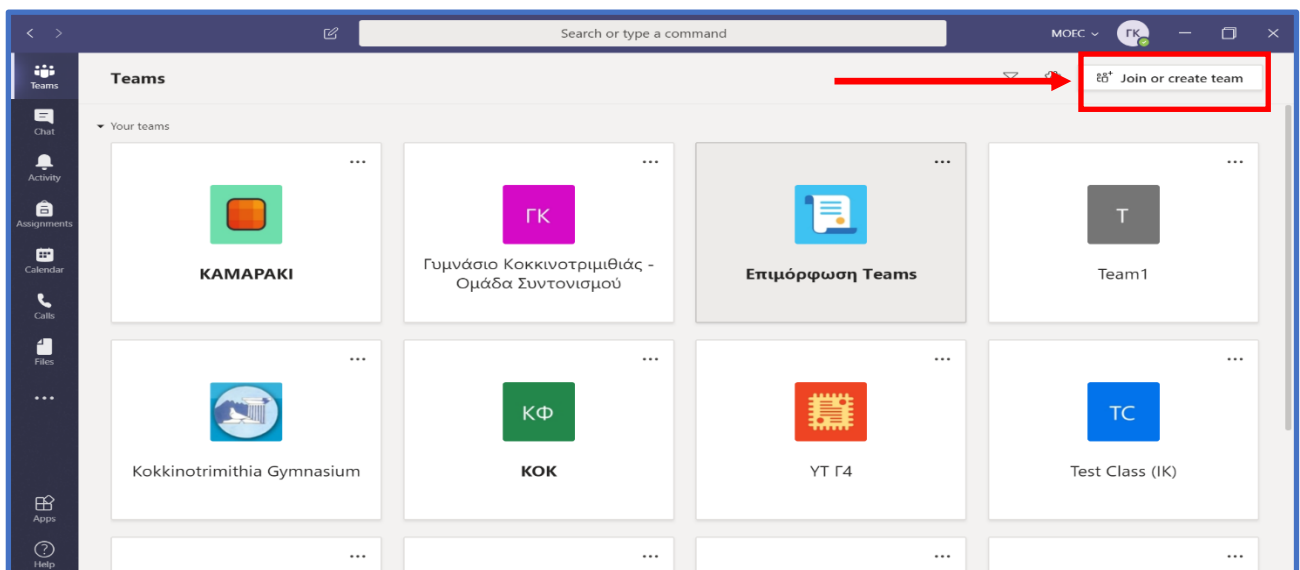 Search or type a command
MOEC
ΓΚ
Teams
Chat
Activity
Assignments
Calendar
Calls
Files
Apps
Help
Teams
Join or create team
Your teams
ΚΑΜΑΡΑΚΙ
ΓΚ
Γυμνάσιο Κοκκινοτριμιθιάς -
Ομάδα Συντονισμού
Επιμόρφωση Teams
T
Team1
Kokkinotrimithia Gymnasium
ΚΦ
ΚΟΚ
ΥΤ Γ4
TC
Test Class (IK)